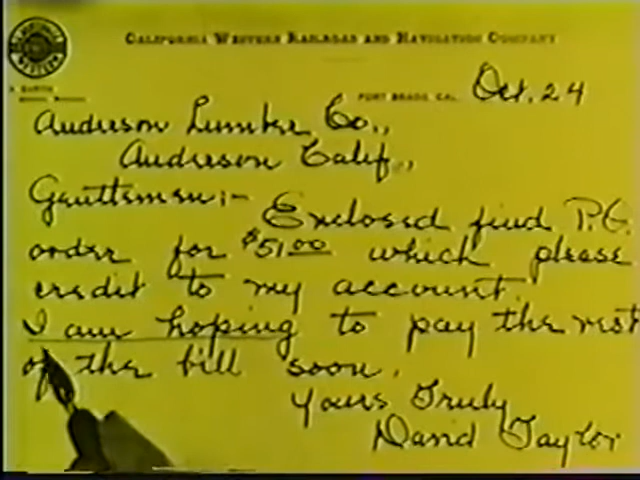 CALIFORNIA WESTERN RAILROAD AND NAVIGATION COMPANY
FORT BRAGG, CAL. Oct. 24
Anderson Lumber Co.,
Anderson Calif.,
Gentlemen:-
Enclosed find P.O.
order for $51.00 which please
credit to my account.
I am hoping to pay the rest
of the bill soon.
Yours Truly
David Taylor